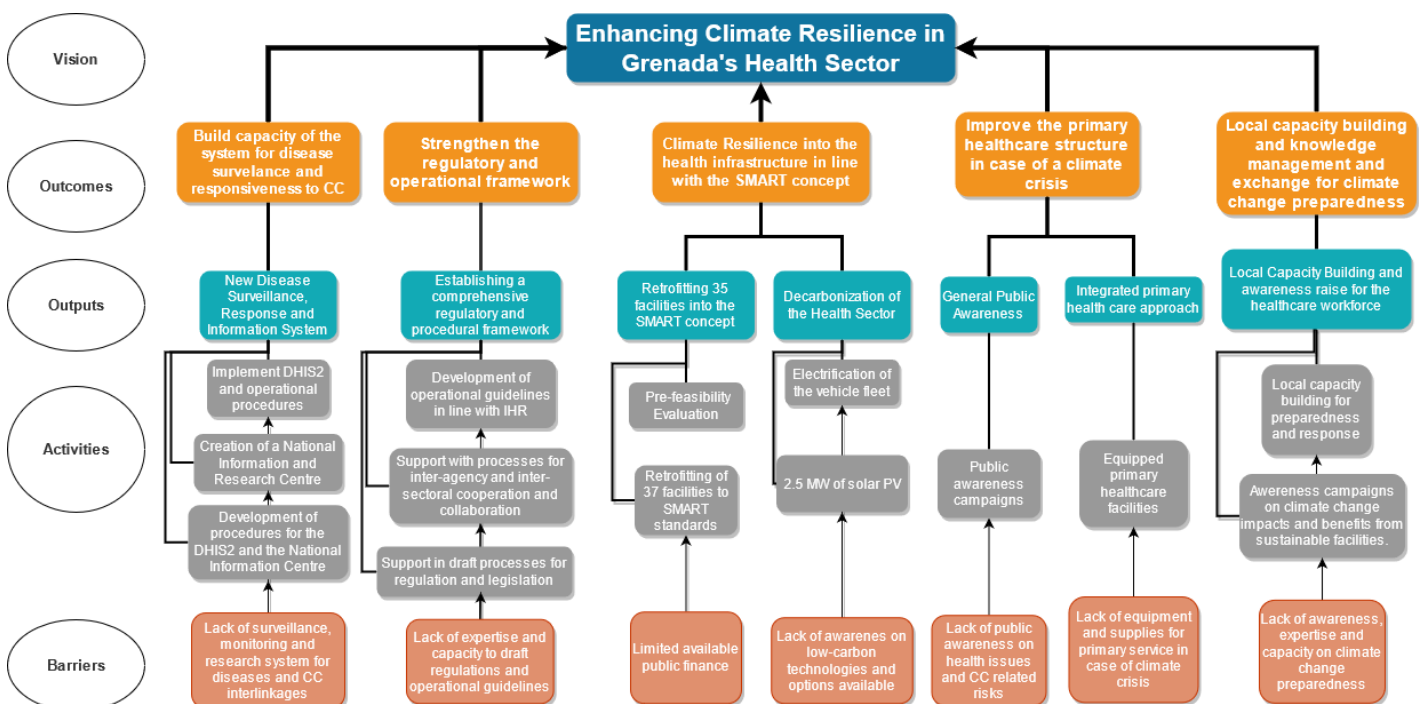 Vision
Enhancing Climate Resilience in
Grenada's Health Sector
Outcomes
Build capacity of the
system for disease
survelance and
responsiveness to CC
Strengthen the
regulatory and
operational framework
Climate Resilience into the
health infrastructure in line
with the SMART concept
Improve the primary
healthcare structure
in case of a climate
crisis
Local capacity building
and knowledge
management and
exchange for climate
change preparedness
Outputs
New Disease
Surveillance,
Response and
Information System
Establishing a
comprehensive
regulatory and
procedural framework
Retrofitting 35
facilities into the
SMART concept
Decarbonization of
the Health Sector
General Public
Awareness
Integrated primary
health care approach
Local Capacity Building and
awareness raise for the
healthcare workforce
Activities
Implement DHIS2
and operational
procedures
Creation of a National
Information and
Research Centre
Development of
procedures for the
DHIS2 and the National
Information Centre
Development of
operational guidelines
in line with IHR
Support with processes for
inter-agency and inter-
sectoral cooperation and
collaboration
Support in draft processes for
regulation and legislation
Pre-feasibility
Evaluation
Retrofitting of
37 facilities to
SMART
standards
Electrification of
the vehicle fleet
2.5 MW of solar PV
Public
awareness
campaigns
Equipped
primary
healthcare
facilities
Local capacity
building for
preparedness
and response
Awereness campaigns
on climate change
impacts and benefits from
sustainable facilities.
Barriers
Lack of surveillance,
monitoring and
research system for
diseases and CC
interlinkages
Lack of expertise and
capacity to draft
regulations and
operational guidelines
Limited available
public finance
Lack of awarenes on
low-carbon
technologies and
options available
Lack of public
awareness on
health issues
and CC related
risks
Lack of equipment
and supplies for
primary service in
case of climate
crisis
Lack of awareness,
expertise and
capacity on climate
change
preparedness